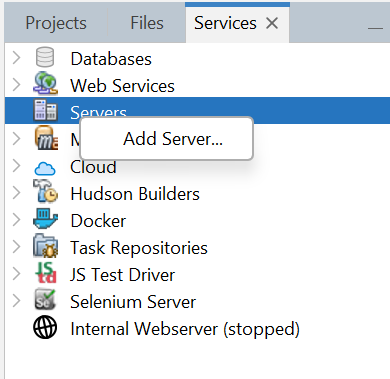 Projects Files Services
Databases
Web Services
Servers
Add Server...
Cloud
Hudson Builders
Docker
Task Repositories
JS Test Driver
Selenium Server
Internal Webserver (stopped)